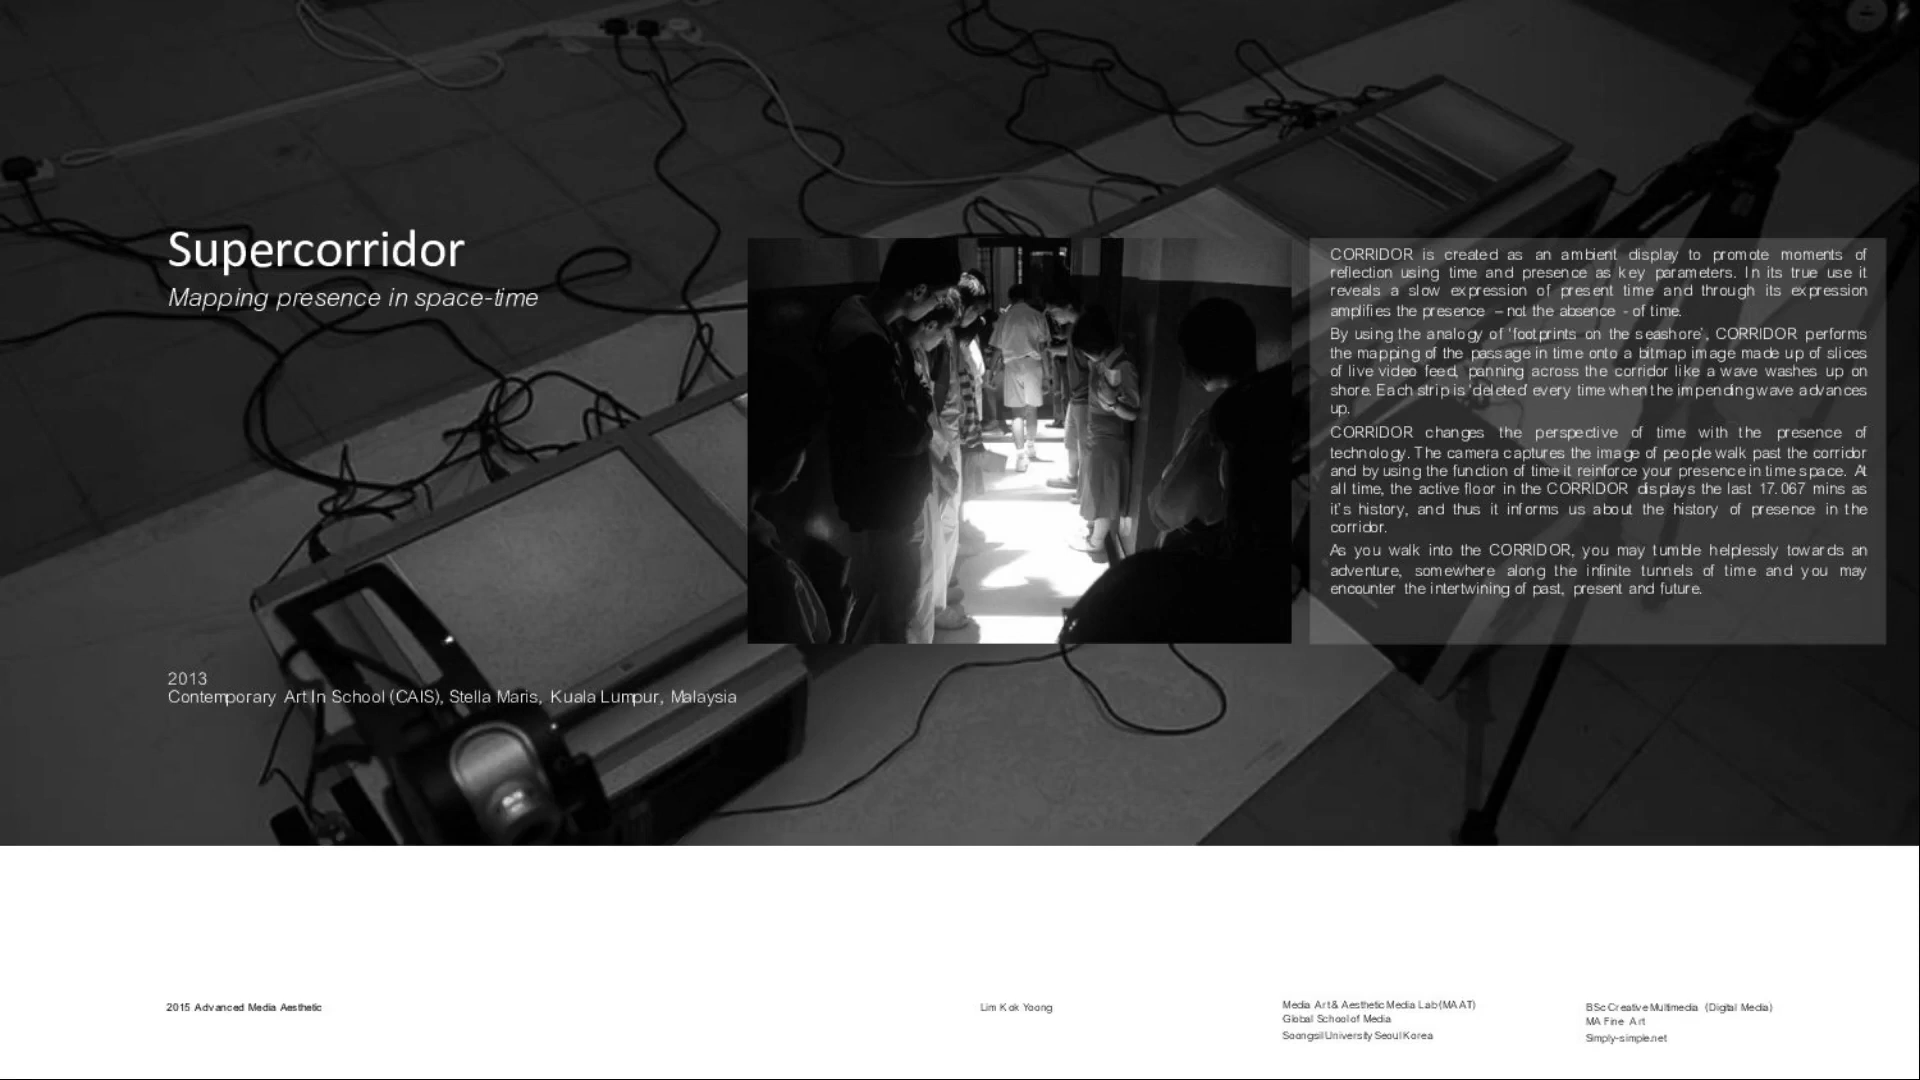 Supercorridor
Mapping presence in space-time
CORRIDOR is created as an ambient display to promote moments of
reflection using time and presence as key parameters. In its true use it
reveals a slow expression of present time and through its expression
amplifies the presence – not the absence - of time.
By using the analogy of 'footprints on the seashore', CORRIDOR performs
the mapping of the passage in time onto a bitmap image made up of slices
of live video feed, panning across the corridor like a wave washes up on
shore. Each strip is 'deleted' every time when the impending wave advances
up.
CORRIDOR changes the perspective of time with the presence of
technology. The camera captures the image of people walk past the corridor
and by using the function of time it reinforce your presence in time space. At
all time, the active floor in the CORRIDOR displays the last 17.067 mins as
it's history, and thus it informs us about the history of presence in the
corridor.
As you walk into the CORRIDOR, you may tumble helplessly towards an
adventure, somewhere along the infinite tunnels of time and you may
encounter the intertwining of past, present and future.
2013
Contemporary Art In School (CAIS), Stella Maris, Kuala Lumpur, Malaysia
2015 Advanced Media Aesthetic
Lim Kok Yoong
Media Art & Aesthetic Media Lab (MAAT)
Global School of Media
Soongsil University Seoul Korea
BSc Creative Multimedia (Digital Media)
MA Fine Art
Simply-simple.net